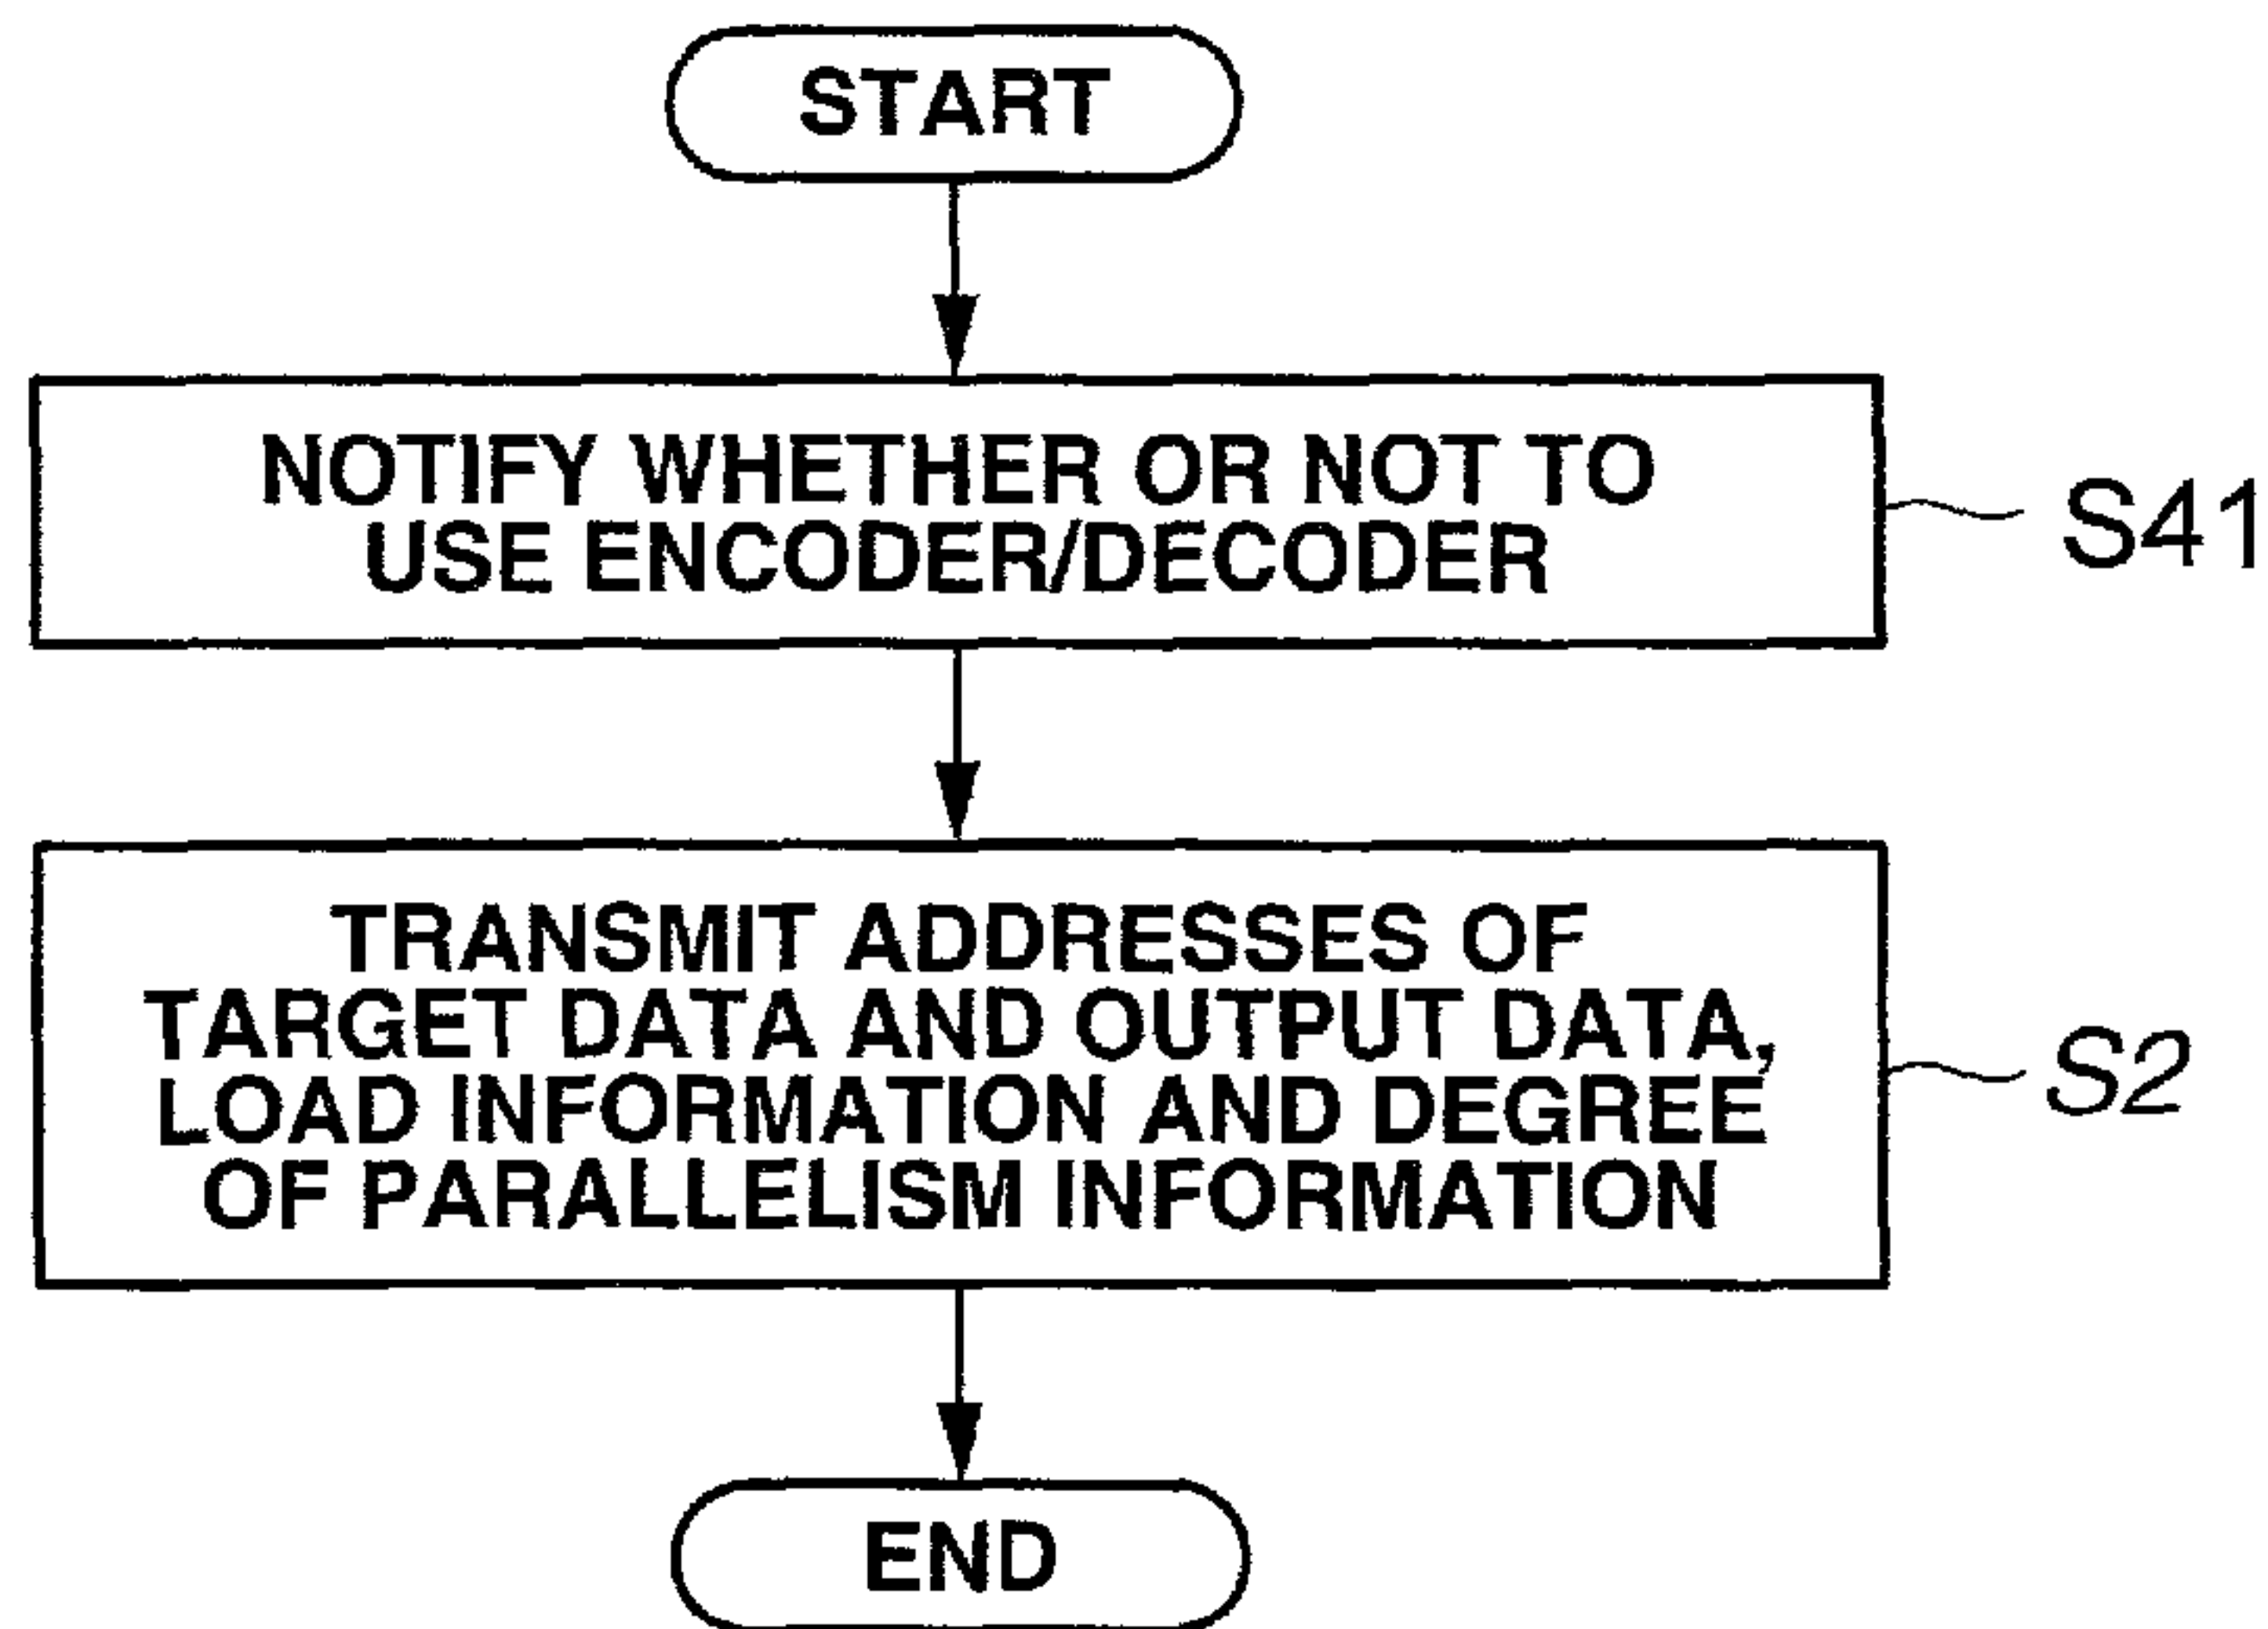 START
NOTIFY WHETHER OR NOT TO
USE ENCODER/DECODER
S41
TRANSMIT ADDRESSES OF
TARGET DATA AND OUTPUT DATA,
LOAD INFORMATION AND DEGREE
OF PARALLELISM INFORMATION
S2
END